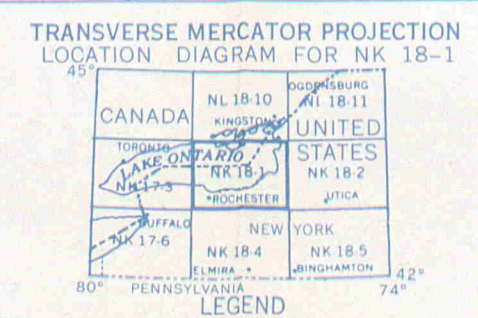 TRANSVERSE MERCATOR PROJECTION
LOCATION DIAGRAM FOR NK 18-1
45°
OGDENSBURG
CANADA
NL 18-10
NL 18-11
KINGSTON
UNITED
TORONTO
STATES
LAKE ONTARIO
NK 17-3
NK 18-1
NK 18-2
ROCHESTER
UTICA
BUFFALO
NEW YORK
NK 17-6
NK 18-4
NK 18-5
ELMIRA
BINGHAMTON
42°
80°
PENNSYLVANIA
74°
LEGEND